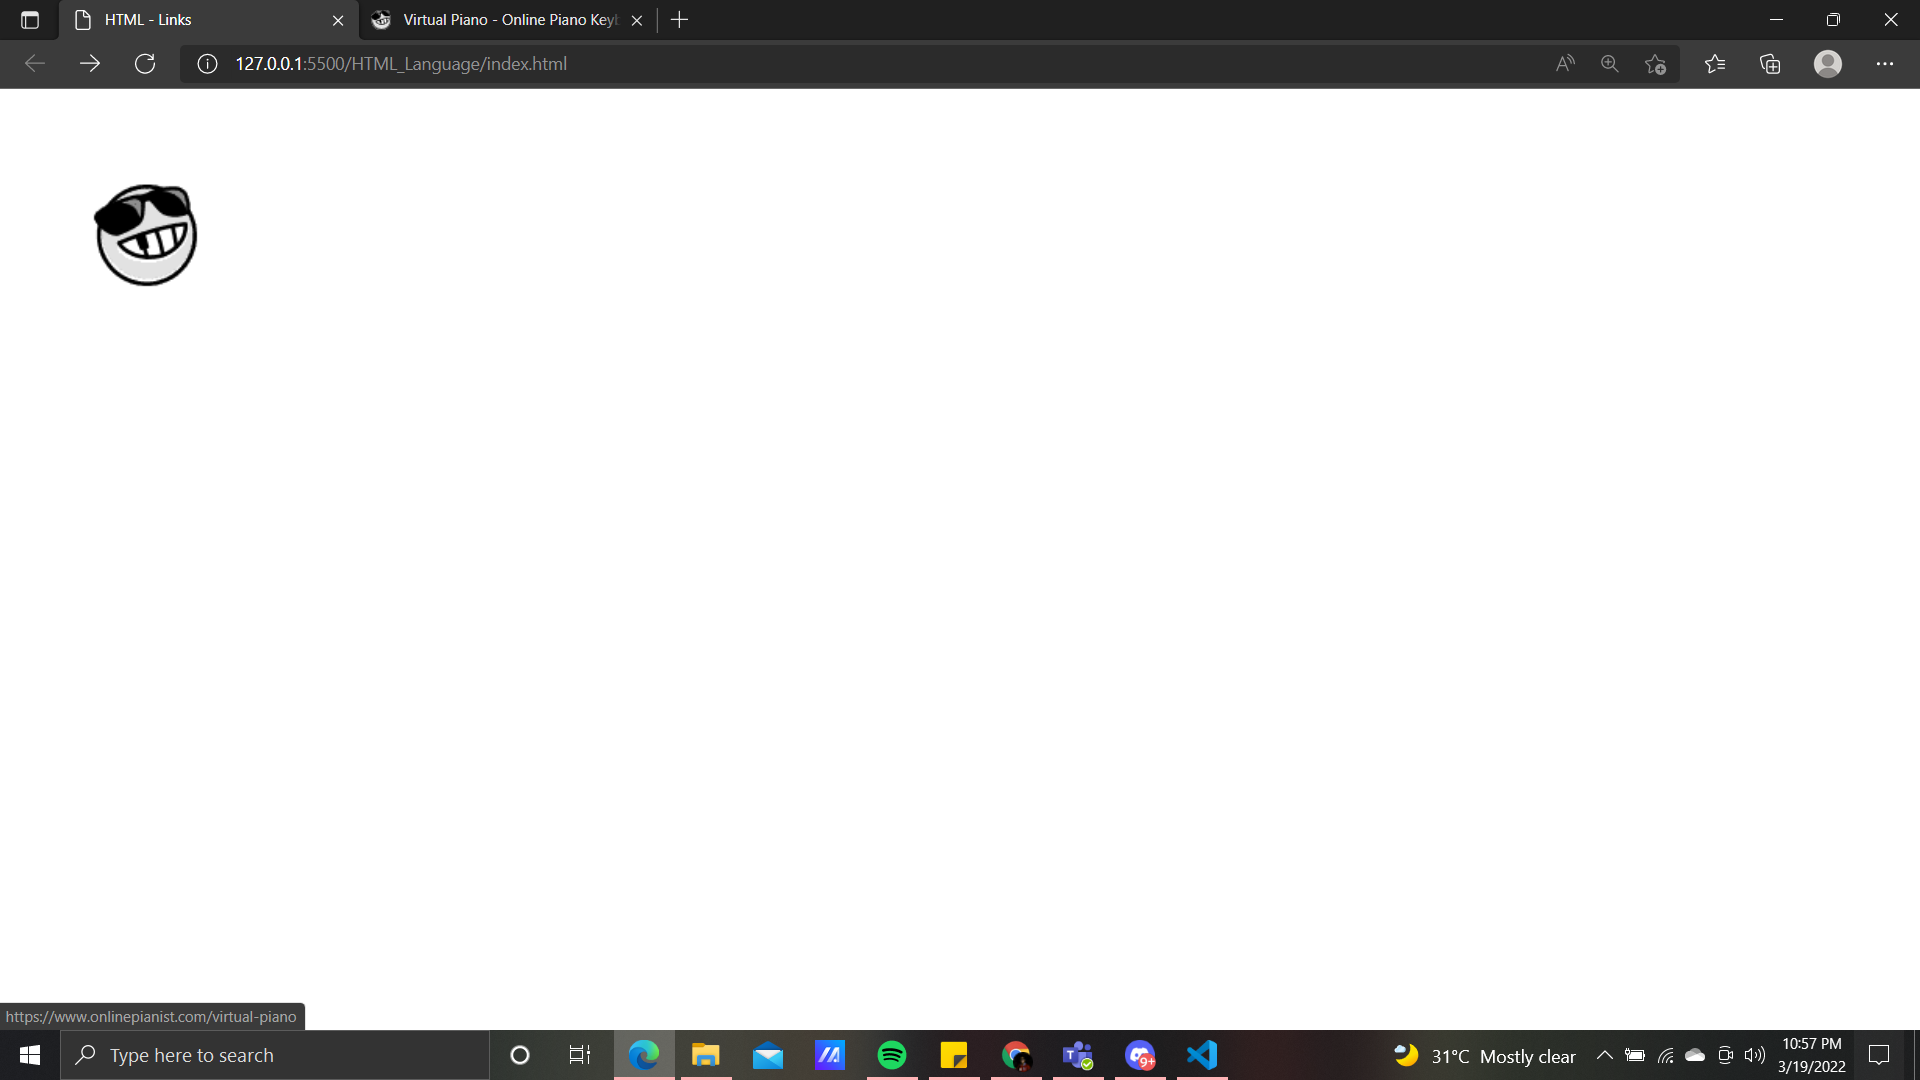 HTML - Links
Virtual Piano - Online Piano Keyb
127.0.0.1:5500/HTML_Language/index.html
https://www.onlinepianist.com/virtual-piano
Type here to search
9+
31°C Mostly clear
10:57 PM
3/19/2022